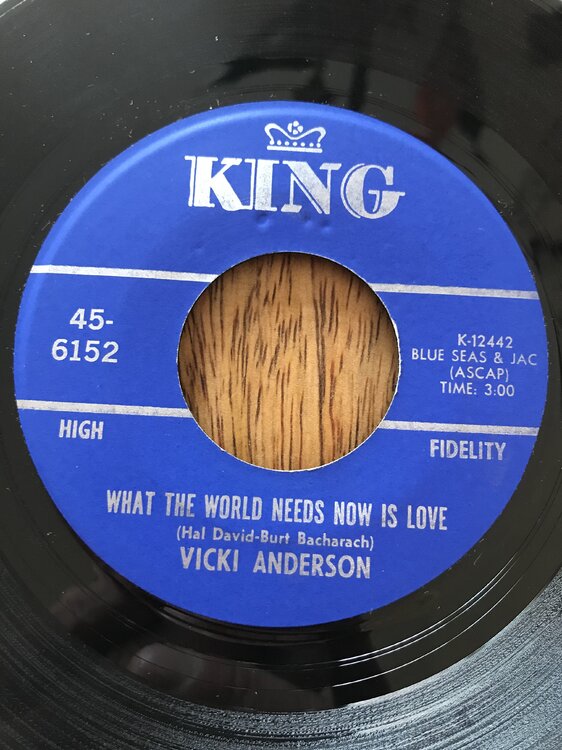 KING
45-
6152
K-12442
BLUE SEAS & JAC
(ASCAP)
TIME: 3:00
HIGH
FIDELITY
WHAT THE WORLD NEEDS NOW IS LOVE
(Hal David-Burt Bacharach)
VICKI ANDERSON